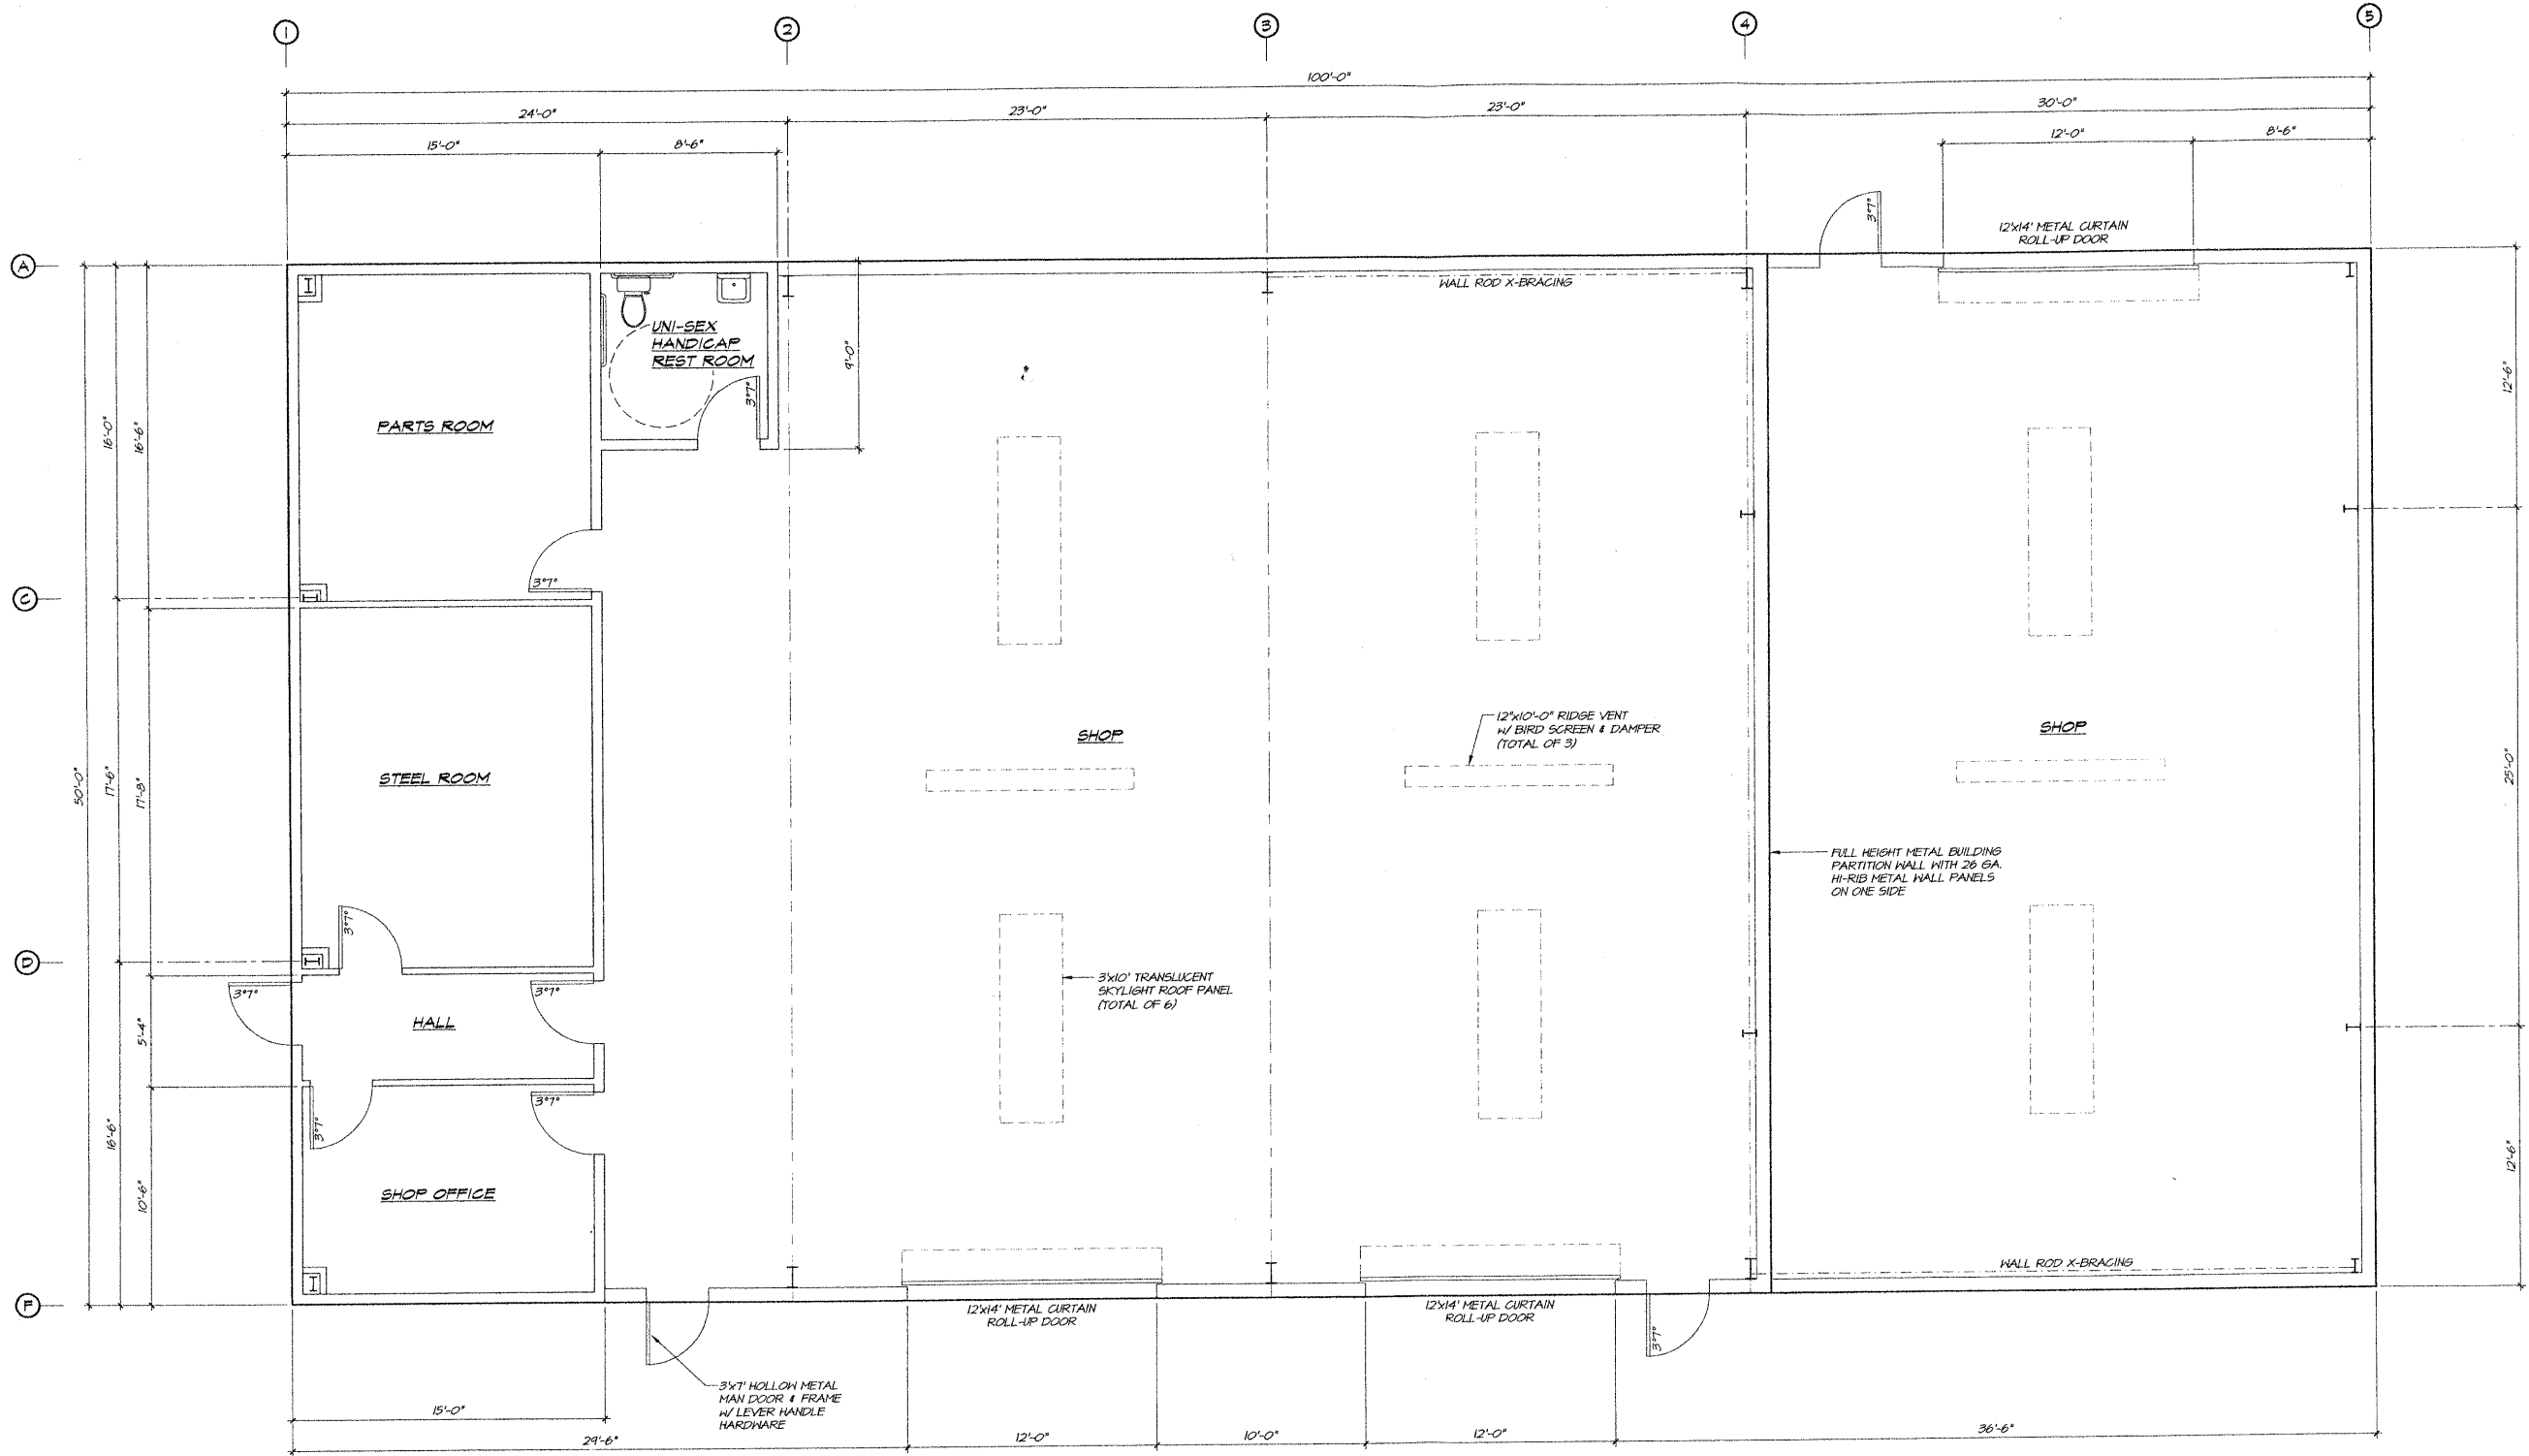 1
2
3
4
5
100'-0"
24'-0"
23'-0"
23'-0"
30'-0"
15'-0"
8'-6"
12'-0"
8'-6"
3°7°
12'x14' METAL CURTAIN
ROLL-UP DOOR
A
WALL ROD X-BRACING
UNI-SEX
HANDICAP
REST ROOM
3°7°
9'-0"
12'-6"
PARTS ROOM
16'-0"
16'-6"
3°7°
C
SHOP
12"x10'-0" RIDGE VENT
W/ BIRD SCREEN & DAMPER
(TOTAL OF 3)
SHOP
STEEL ROOM
50'-0"
17'-6"
17'-8"
25'-0"
FULL HEIGHT METAL BUILDING
PARTITION WALL WITH 26 GA.
HI-RIB METAL WALL PANELS
ON ONE SIDE
3°7°
D
3°7°
3°7°
3'x10' TRANSLUCENT
SKYLIGHT ROOF PANEL
(TOTAL OF 6)
HALL
5'-4"
3°7°
3°7°
16'-6"
10'-6"
12'-6"
SHOP OFFICE
WALL ROD X-BRACING
F
12'x14' METAL CURTAIN
ROLL-UP DOOR
12'x14' METAL CURTAIN
ROLL-UP DOOR
3°7°
3'x7' HOLLOW METAL
MAN DOOR & FRAME
W/ LEVER HANDLE
HARDWARE
15'-0"
29'-6"
12'-0"
10'-0"
12'-0"
36'-6"